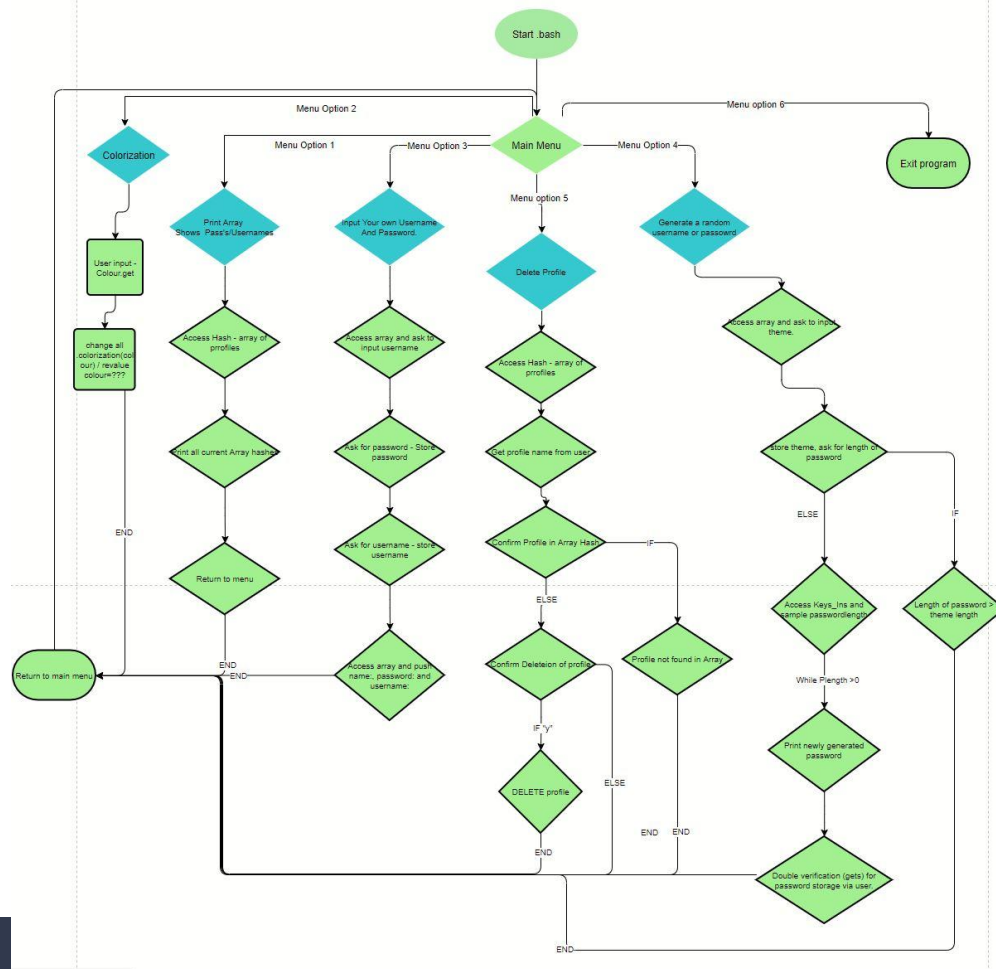 Start .bash
Menu Option 2
Menu option 6
Colorization
Menu Option 1
Menu Option 3
Main Menu
Menu Option 4
Exit program
Menu option 5
Print Array
Shows Pass's/Usernames
Input Your own Username
And Password.
Generate a random
username or passowrd
User input -
Colour.get
Delete Profile
change all
.colorization(col
our) / revalue
colour=???
Access Hash - array of
prrofiles
Access array and ask to
input username
Access Hash - array of
prrofiles
Access array and ask to input
theme.
Print all current Array hashes
Ask for password - Store
password
Get profile name from user
store theme, ask for length of
password
END
ELSE
IF
Ask for username - store
username
Confirm Profile in Array Hash
IF
Return to menu
ELSE
Access Keys_Ins and
sample passwordlength
Length of password >
theme length
Return to main menu
END
END
Access array and push
name:, password: and
username:
Confirm Deleteion of profile
Profile not found in Array
While Plength >0
IF "y"
Print newly generated
password
DELETE profile
ELSE
END
END
END
Double verification (gets) for
password storage via user.
END